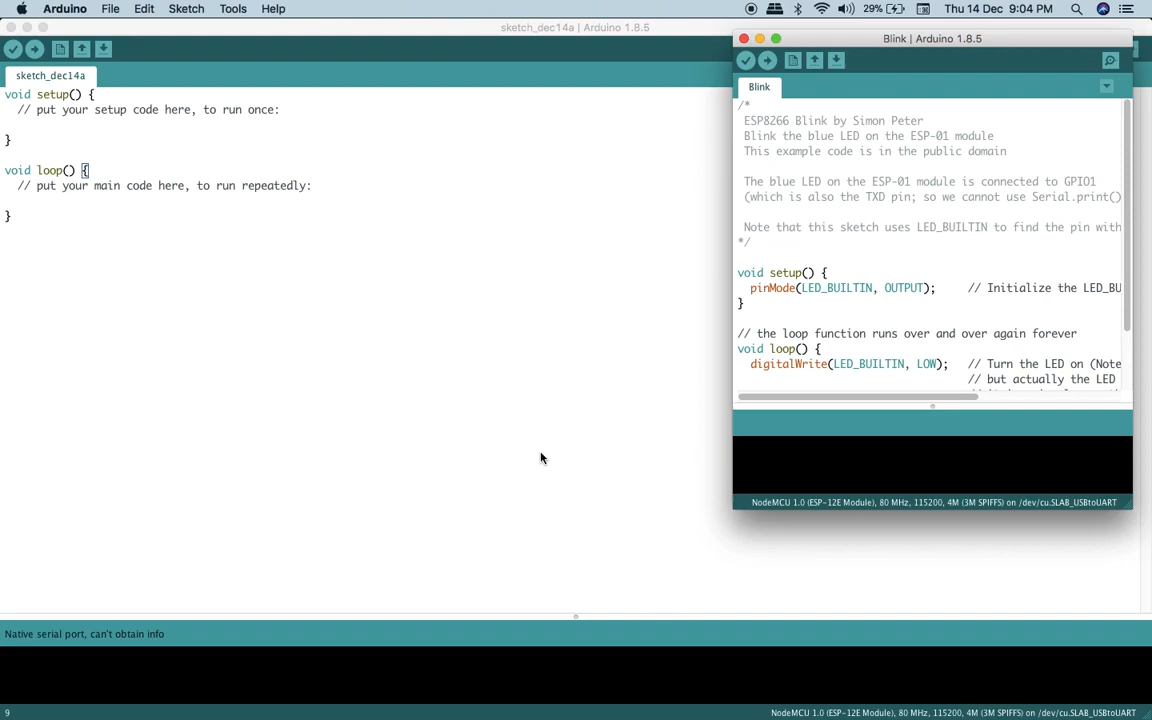 Arduino File Edit Sketch Tools Help 29% Thu 14 Dec 9:04 PM
sketch_dec14a | Arduino 1.8.5
sketch_dec14a
void setup() {
// put your setup code here, to run once:
}
void loop() {
// put your main code here, to run repeatedly:
}
Native serial port, can't obtain info
9
NodeMCU 1.0 (ESP-12E Module), 80 MHz, 115200, 4M (3M SPIFFS) on /dev/cu.SLAB_USBtoUART
Blink | Arduino 1.8.5
Blink
/*
ESP8266 Blink by Simon Peter
Blink the blue LED on the ESP-01 module
This example code is in the public domain
The blue LED on the ESP-01 module is connected to GPIO1
(which is also the TXD pin; so we cannot use Serial.print()
Note that this sketch uses LED_BUILTIN to find the pin with
*/
void setup() {
pinMode(LED_BUILTIN, OUTPUT); // Initialize the LED_BU
}
// the loop function runs over and over again forever
void loop() {
digitalWrite(LED_BUILTIN, LOW); // Turn the LED on (Note
// but actually the LED
NodeMCU 1.0 (ESP-12E Module), 80 MHz, 115200, 4M (3M SPIFFS) on /dev/cu.SLAB_USBtoUART